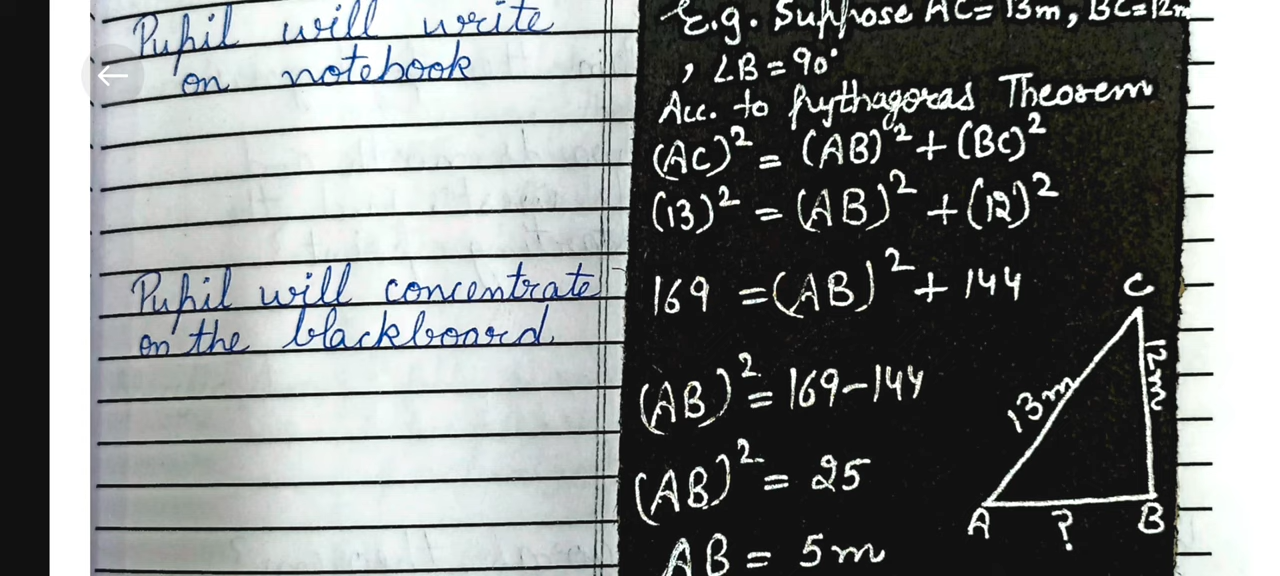 Pupil will write
on notebook
Pupil will concentrate
on the blackboard
E.g. Suppose AC = 13m, BC = 12m
, ∠B = 90°
Acc. to Pythagoras Theorem
(AC)² = (AB)² + (BC)²
(13)² = (AB)² + (12)²
169 = (AB)² + 144
(AB)² = 169 - 144
(AB)² = 25
AB = 5m
C
12m
13m
A ? B